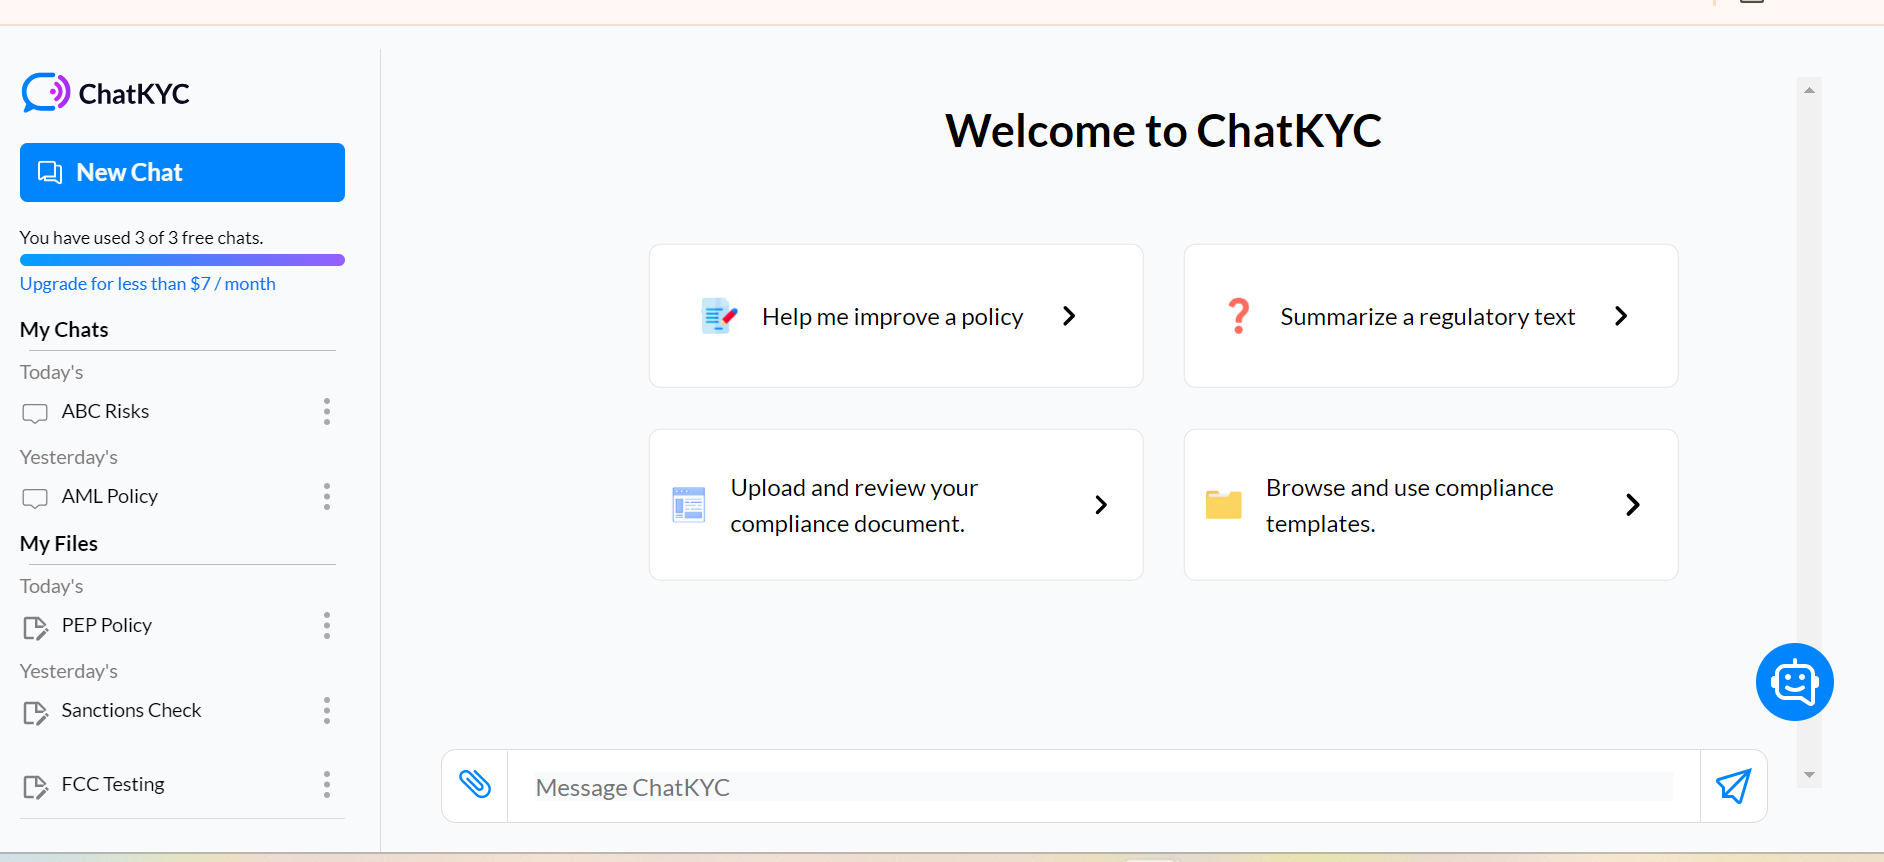 ChatKYC
New Chat
You have used 3 of 3 free chats.
Upgrade for less than $7 / month
My Chats
Today's
ABC Risks
Yesterday's
AML Policy
My Files
Today's
PEP Policy
Yesterday's
Sanctions Check
FCC Testing
Welcome to ChatKYC
Help me improve a policy
Summarize a regulatory text
Upload and review your
compliance document.
Browse and use compliance
templates.
Message ChatKYC